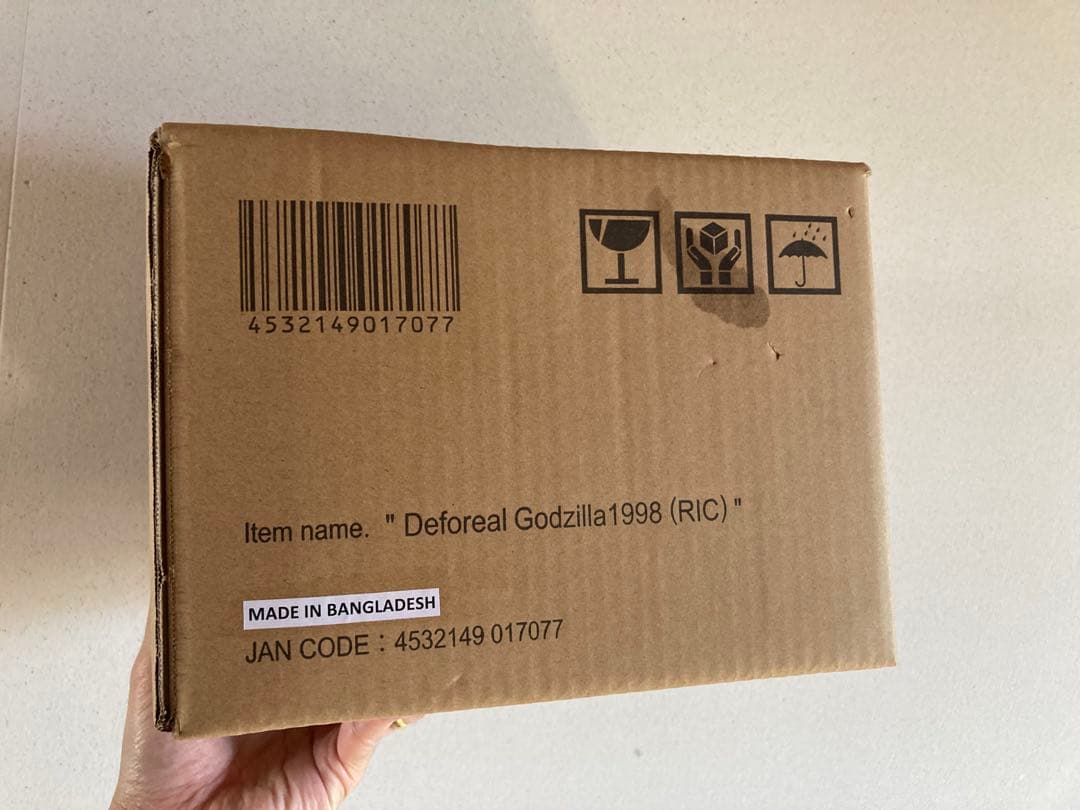 4532149017077
Item name. " Deforeal Godzilla1998 (RIC) "
MADE IN BANGLADESH
JAN CODE : 4532149 017077